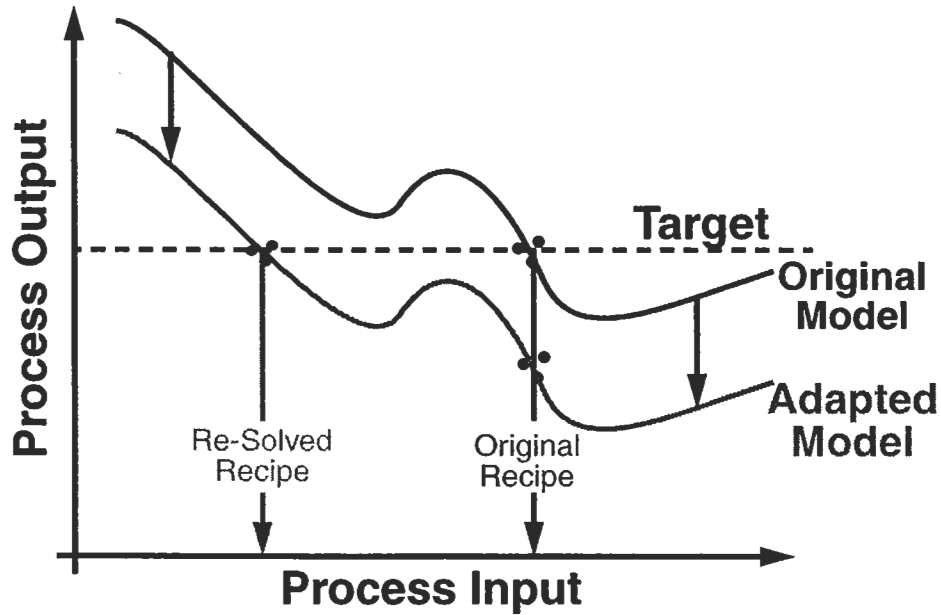 Process Output
Target
Original
Model
Adapted
Model
Re-Solved
Recipe
Original
Recipe
Process Input